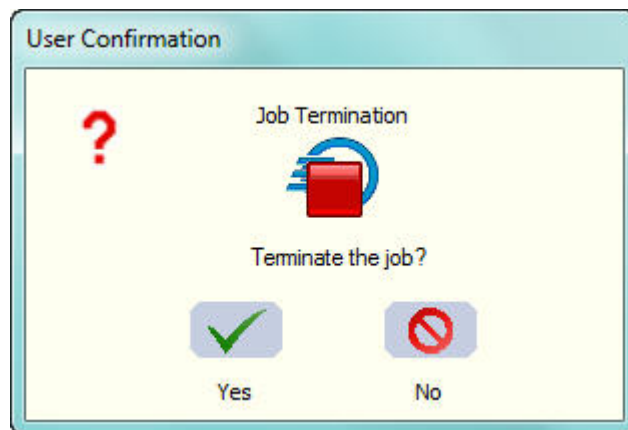 User Confirmation
Job Termination
Terminate the job?
Yes
No